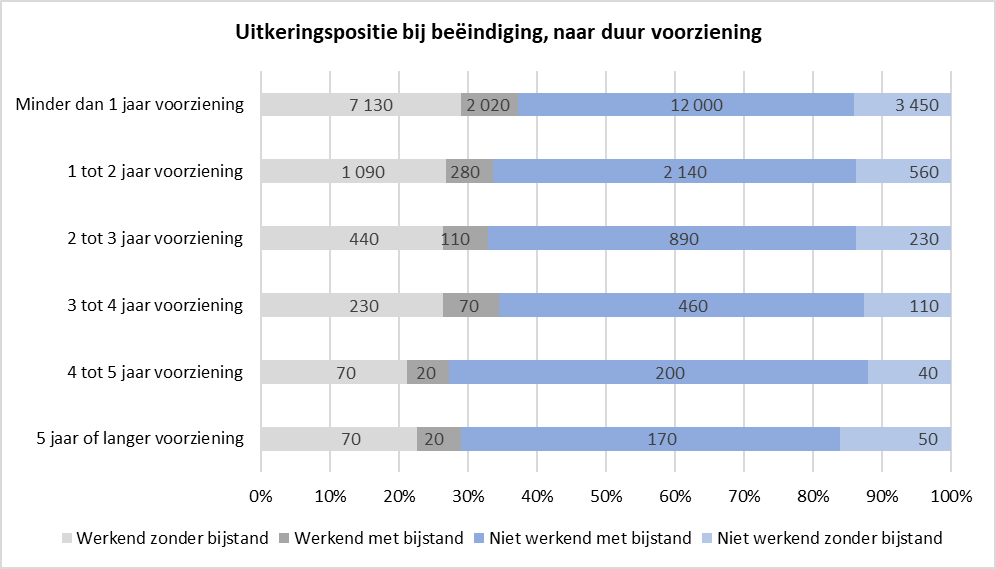 Uitkeringspositie bij beëindiging, naar duur voorziening
Minder dan 1 jaar voorziening 7 130 2 020 12 000 3 450
1 tot 2 jaar voorziening 1 090 280 2 140 560
2 tot 3 jaar voorziening 440 110 890 230
3 tot 4 jaar voorziening 230 70 460 110
4 tot 5 jaar voorziening 70 20 200 40
5 jaar of langer voorziening 70 20 170 50
0% 10% 20% 30% 40% 50% 60% 70% 80% 90% 100%
Werkend zonder bijstand Werkend met bijstand Niet werkend met bijstand Niet werkend zonder bijstand